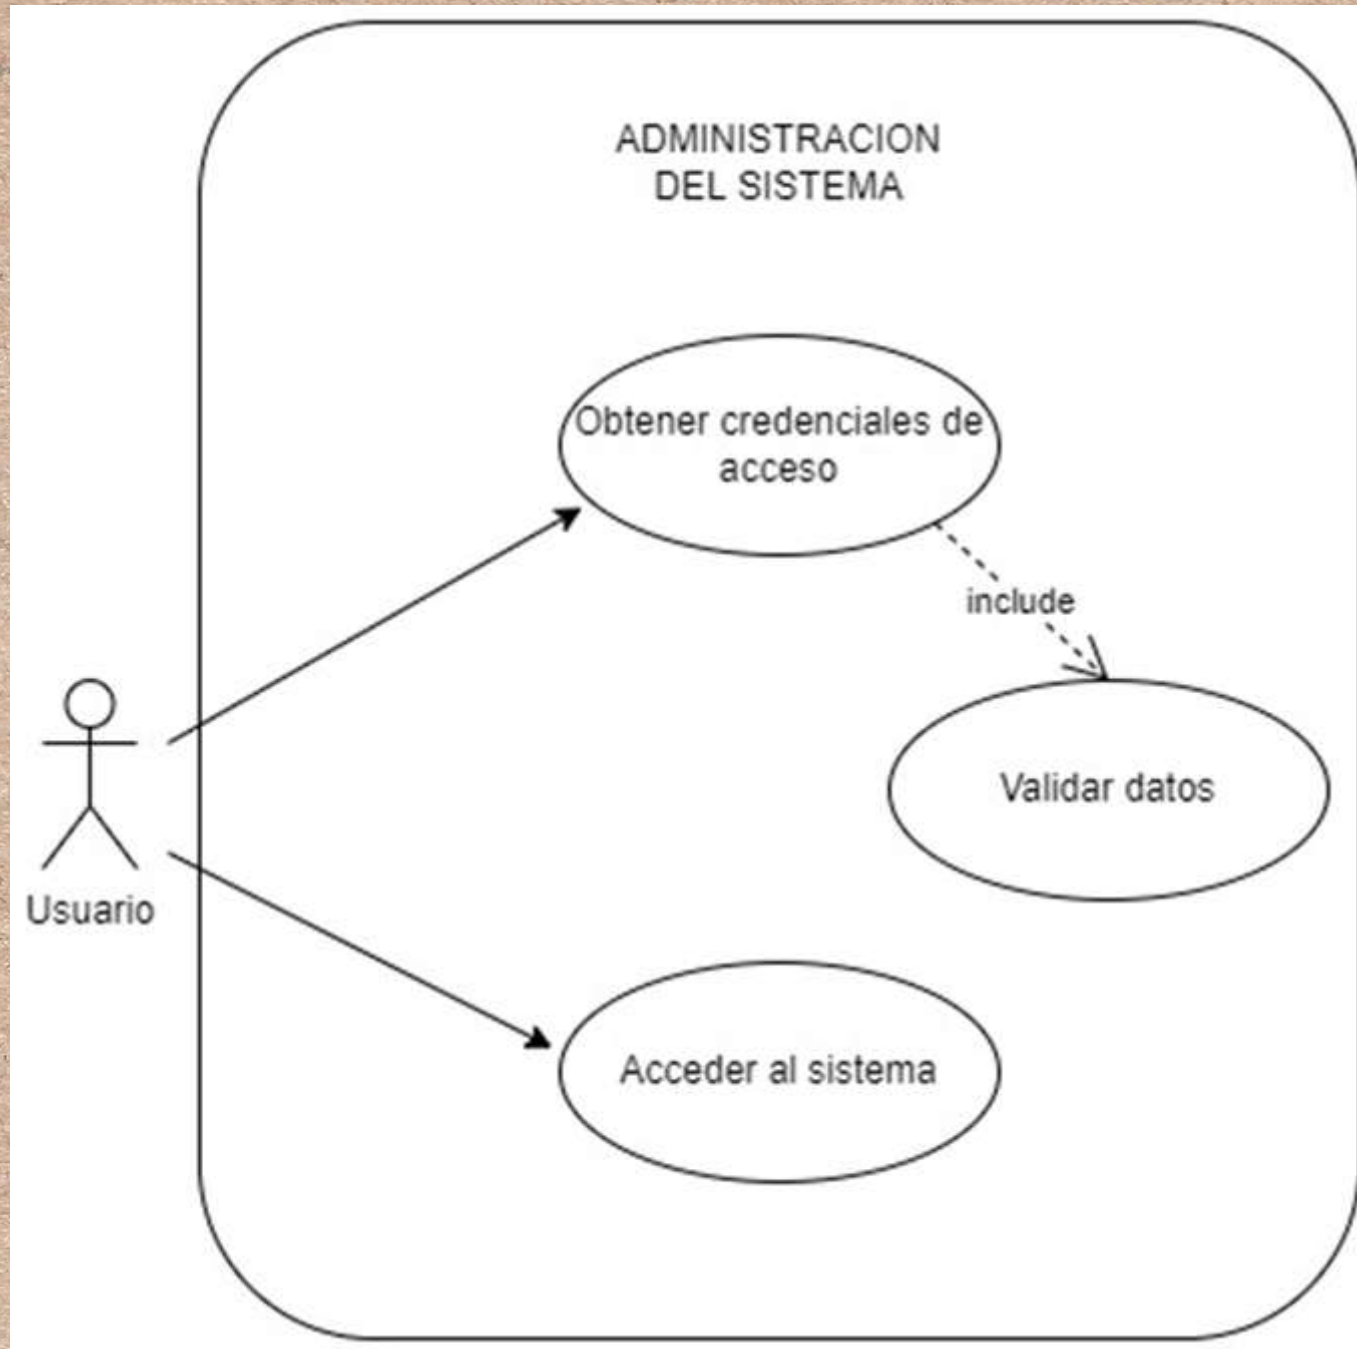 ADMINISTRACION
DEL SISTEMA
Obtener credenciales de
acceso
include
Validar datos
Usuario
Acceder al sistema